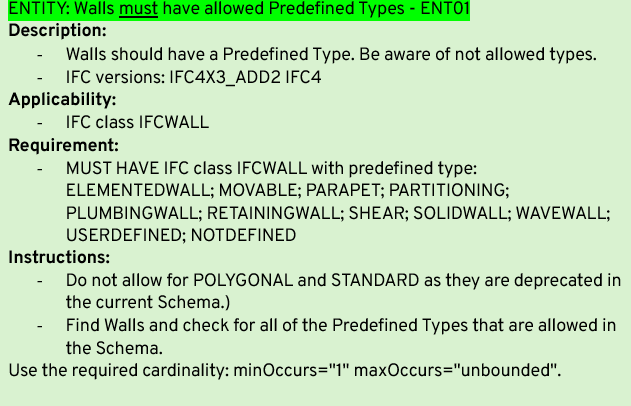 ENTITY: Walls must have allowed Predefined Types - ENT01
Description:
- Walls should have a Predefined Type. Be aware of not allowed types.
- IFC versions: IFC4X3_ADD2 IFC4
Applicability:
- IFC class IFCWALL
Requirement:
- MUST HAVE IFC class IFCWALL with predefined type:
ELEMENTEDWALL; MOVABLE; PARAPET; PARTITIONING;
PLUMBINGWALL; RETAININGWALL; SHEAR; SOLIDWALL; WAVEWALL;
USERDEFINED; NOTDEFINED
Instructions:
- Do not allow for POLYGONAL and STANDARD as they are deprecated in
the current Schema.)
- Find Walls and check for all of the Predefined Types that are allowed in
the Schema.
Use the required cardinality: minOccurs="1" maxOccurs="unbounded".